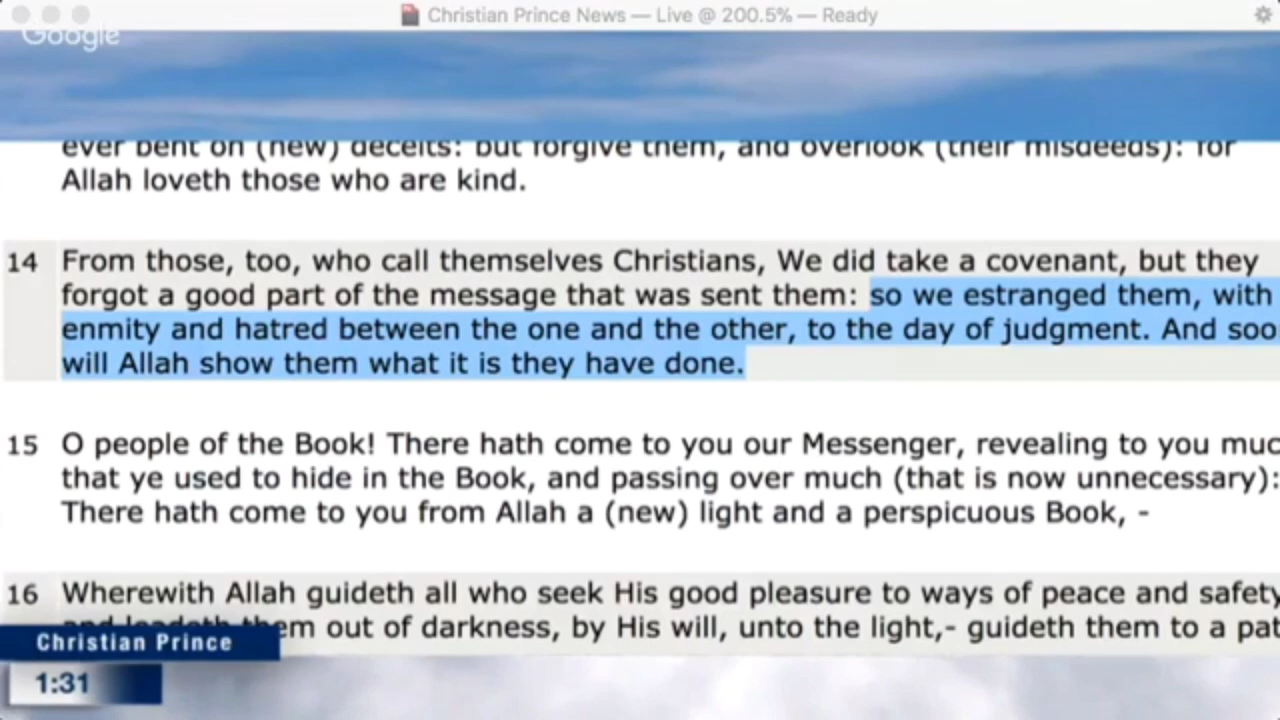 Christian Prince News — Live @ 200.5% — Ready
Google
ever bent on (new) deceits: but forgive them, and overlook (their misdeeds): for
Allah loveth those who are kind.
14 From those, too, who call themselves Christians, We did take a covenant, but they
forgot a good part of the message that was sent them: so we estranged them, with
enmity and hatred between the one and the other, to the day of judgment. And soo
will Allah show them what it is they have done.
15 O people of the Book! There hath come to you our Messenger, revealing to you muc
that ye used to hide in the Book, and passing over much (that is now unnecessary):
There hath come to you from Allah a (new) light and a perspicuous Book, -
16 Wherewith Allah guideth all who seek His good pleasure to ways of peace and safety
and leadeth them out of darkness, by His will, unto the light,- guideth them to a pat
Christian Prince
1:31